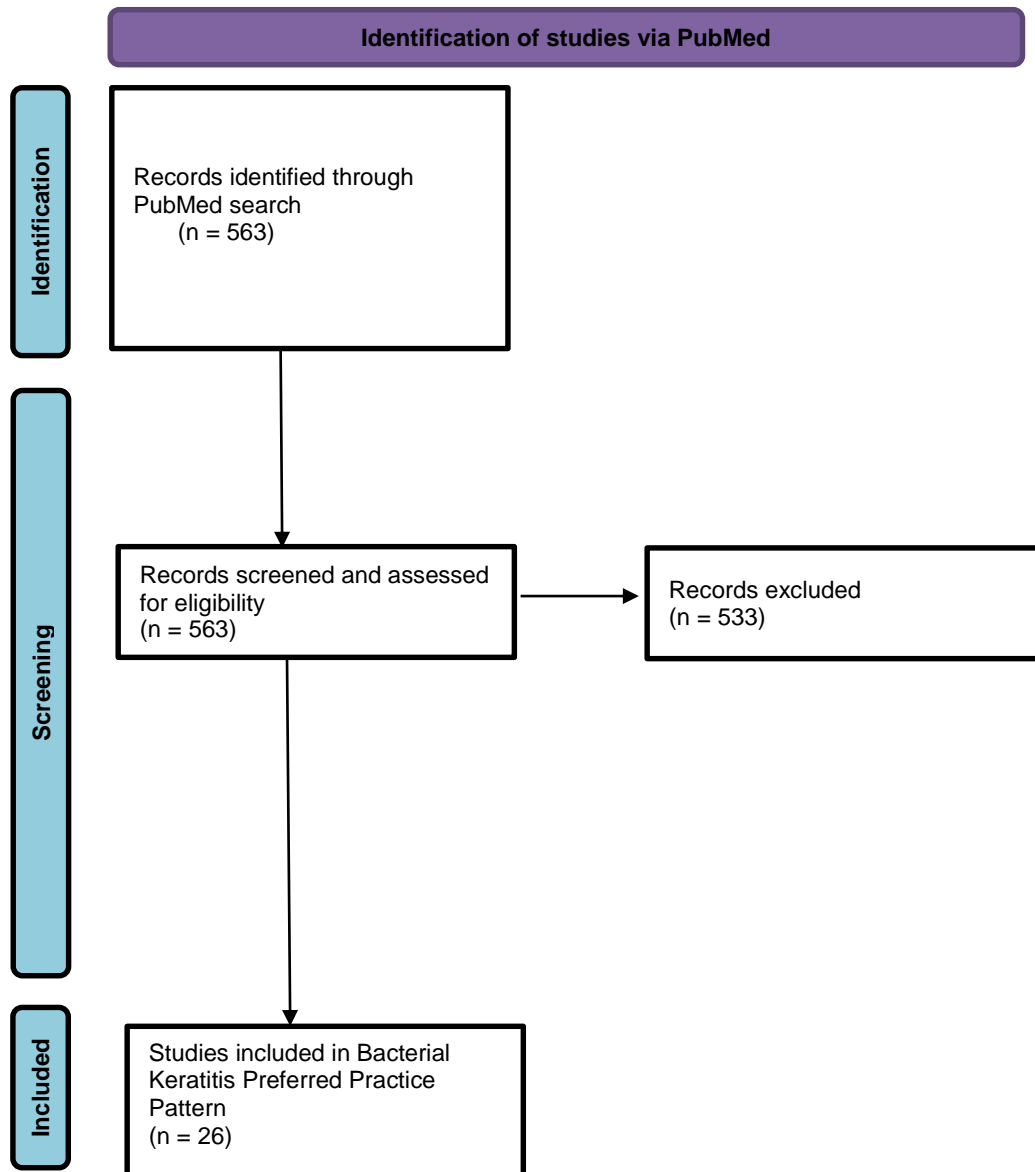 Identification of studies via PubMed
Identification
Records identified through
PubMed search
(n = 563)
Screening
Records screened and assessed
for eligibility
(n = 563)
Records excluded
(n = 533)
Included
Studies included in Bacterial
Keratitis Preferred Practice
Pattern
(n = 26)